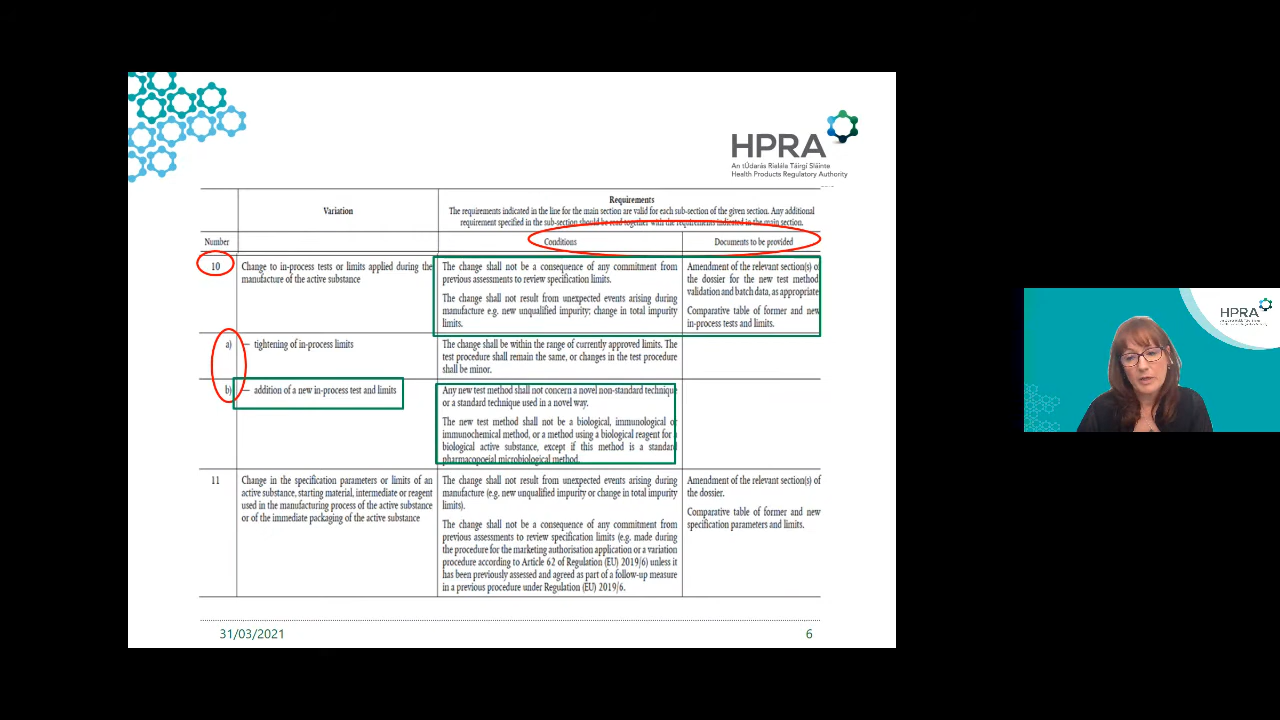 HPRA
An tÚdarás Rialála Táirgí Sláinte
Health Products Regulatory Authority
Requirements
Variation
The requirements indicated in the line for the main section are valid for each sub-section of the given section. Any additional
requirement specified in the sub-section should be read together with the requirements indicated in the main section.
Number
Conditions
Documents to be provided
10
Change to in-process tests or limits applied during the
manufacture of the active substance
The change shall not be a consequence of any commitment from
previous assessments to review specification limits.
The change shall not result from unexpected events arising during
manufacture e.g. new unqualified impurity; change in total impurity
limits.
Amendment of the relevant section(s) of
the dossier for the new test method
validation and batch data, as appropriate
Comparative table of former and new
in-process tests and limits.
a)
— tightening of in-process limits
The change shall be within the range of currently approved limits. The
test procedure shall remain the same, or changes in the test procedure
shall be minor.
b)
— addition of a new in-process test and limits
Any new test method shall not concern a novel non-standard technique
or a standard technique used in a novel way.
The new test method shall not be a biological, immunological or
immunochemical method, or a method using a biological reagent for a
biological active substance, except if this method is a standard
pharmacopoeial microbiological method.
11
Change in the specification parameters or limits of an
active substance, starting material, intermediate or reagent
used in the manufacturing process of the active substance
or of the immediate packaging of the active substance
The change shall not result from unexpected events arising during
manufacture (e.g. new unqualified impurity or change in total impurity
limits).
The change shall not be a consequence of any commitment from
previous assessments to review specification limits (e.g. made during
the procedure for the marketing authorisation application or a variation
procedure according to Article 62 of Regulation (EU) 2019/6) unless it
has been previously assessed and agreed as part of a follow-up measure
in a previous procedure under Regulation (EU) 2019/6.
Amendment of the relevant section(s) of
the dossier.
Comparative table of former and new
specification parameters and limits.
31/03/2021
6
HPRA